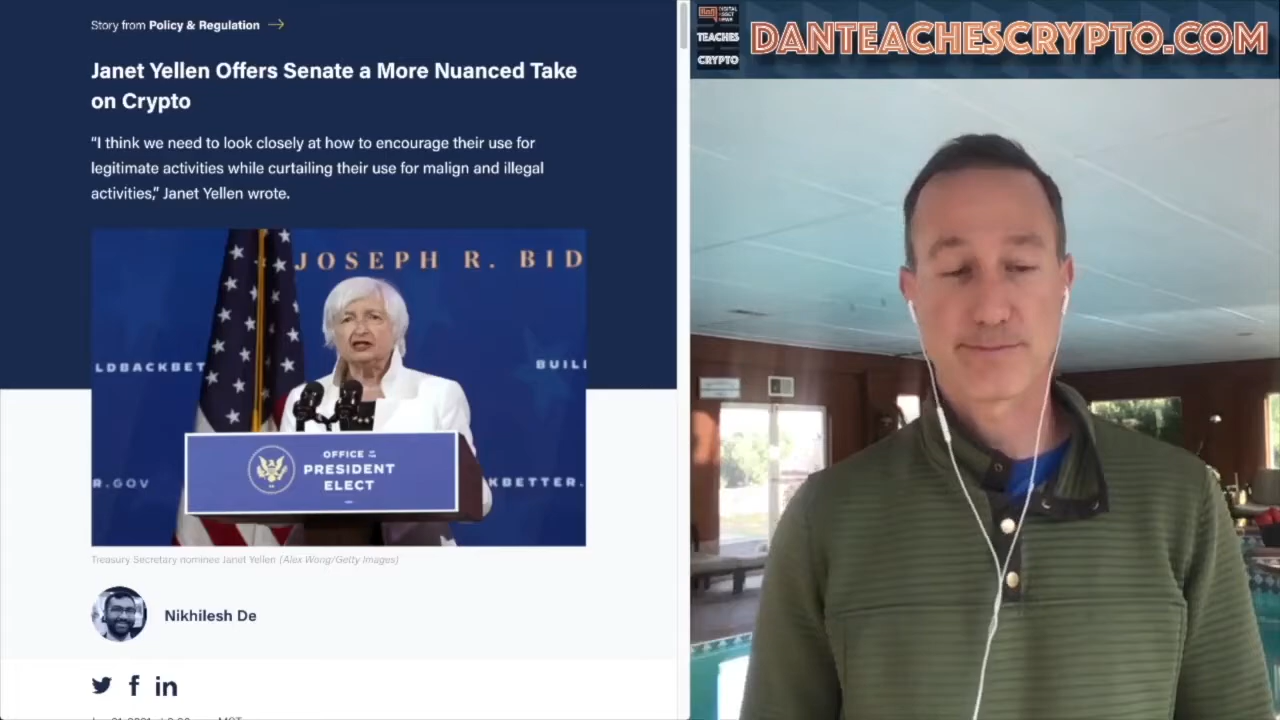 Story from Policy & Regulation →
Janet Yellen Offers Senate a More Nuanced Take
on Crypto
“I think we need to look closely at how to encourage their use for
legitimate activities while curtailing their use for malign and illegal
activities,” Janet Yellen wrote.
JOSEPH R. BID
LDBACKBET
BUIL
OFFICE OF THE
PRESIDENT
ELECT
R.GOV
KBETTER.
Treasury Secretary nominee Janet Yellen (Alex Wong/Getty Images)
Nikhilesh De
DIGITAL
ASSET
NEWS
TEACHES
CRYPTO
DANTEACHESCRYPTO.COM